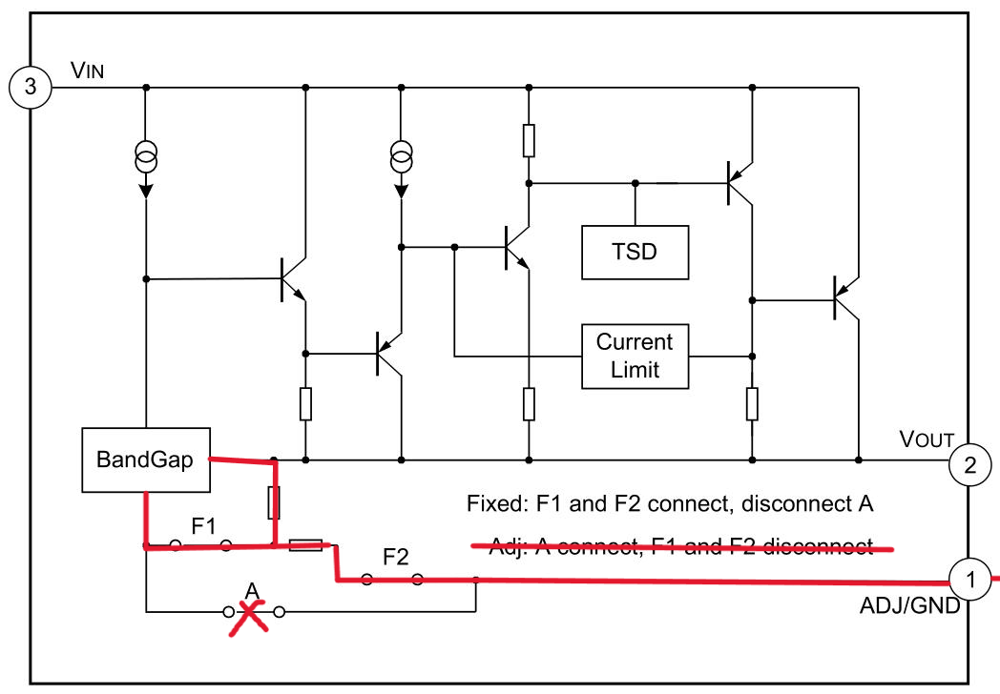 3
VIN
TSD
Current
Limit
BandGap
VOUT
2
Fixed: F1 and F2 connect, disconnect A
F1
Adj: A connect, F1 and F2 disconnect
F2
1
A
ADJ/GND